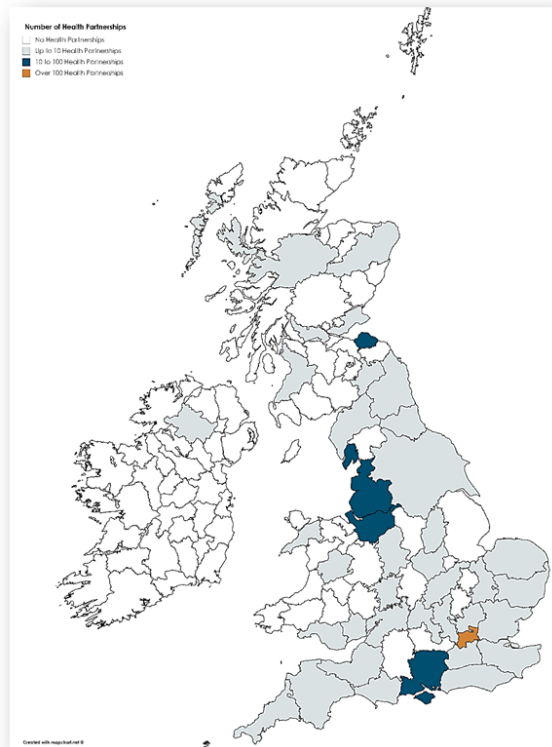 Number of Health Partnerships
No Health Partnerships
Up to 10 Health Partnerships
10 to 100 Health Partnerships
Over 100 Health Partnerships
Created with mapchart.net ©